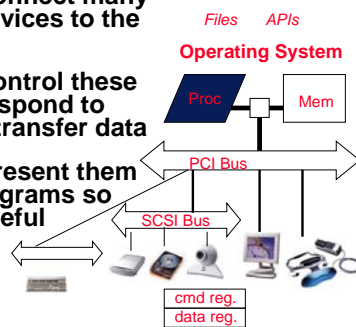 onnect many
vices to the
ontrol these
spond to
transfer data
resent them
grams so
eful
Files APIs
Operating System
Proc
Mem
PCI Bus
SCSI Bus
cmd reg.
data reg.